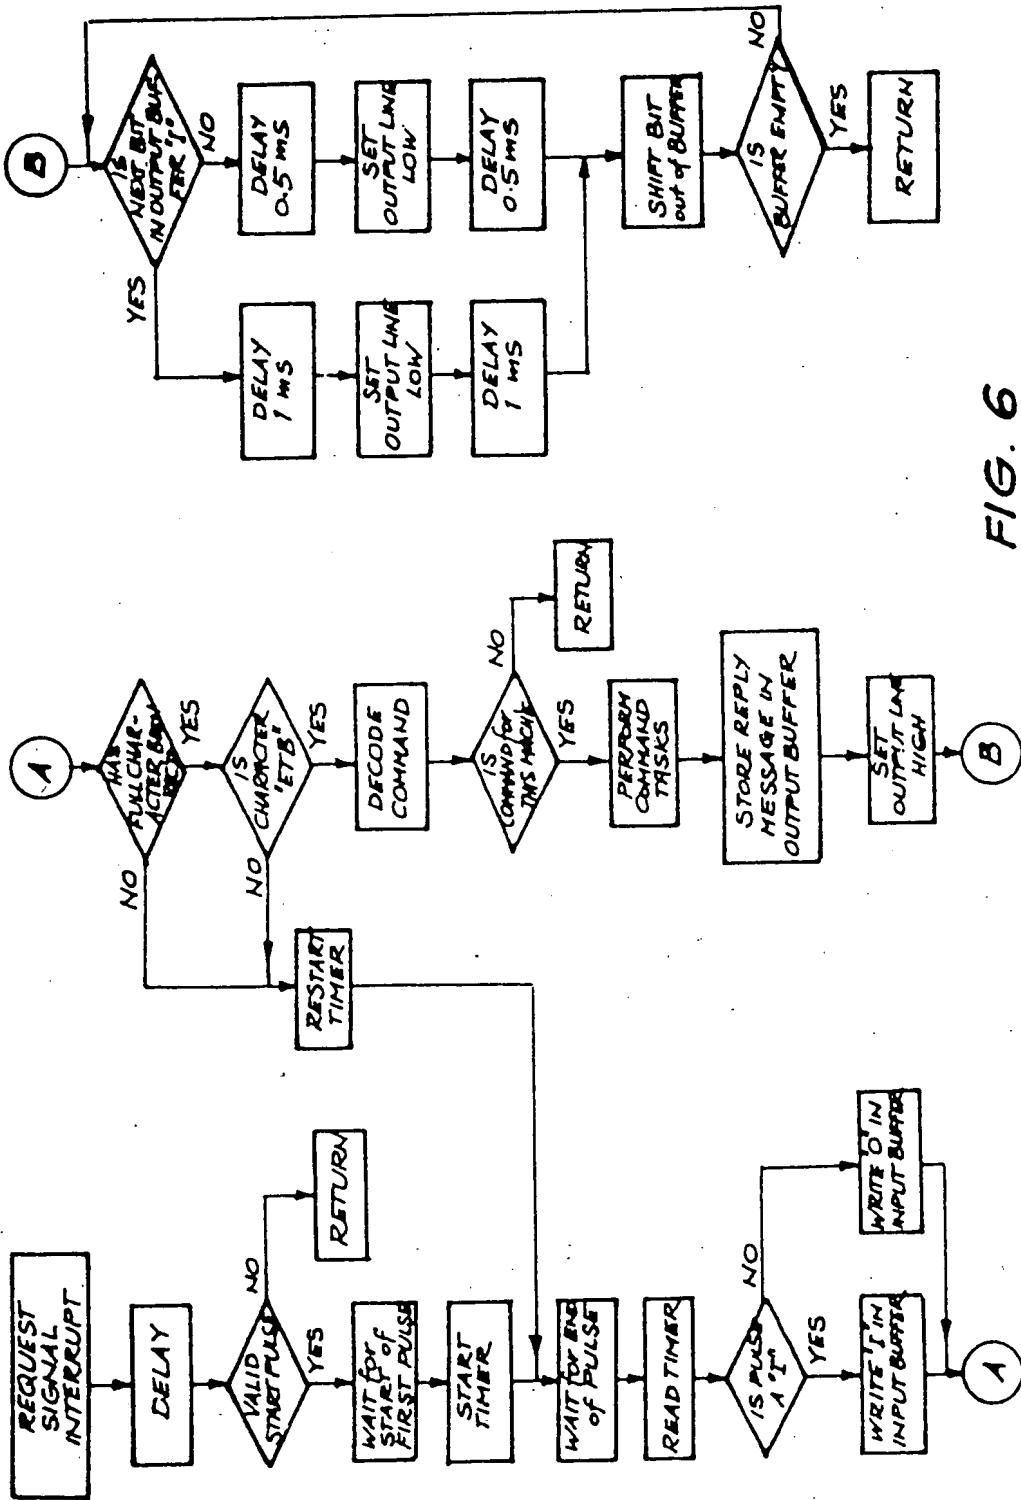 REQUEST
SIGNAL
INTERRUPT
DELAY
VALID
START PULSE
NO
RETURN
YES
WAIT for
START of
FIRST PULSE
START
TIMER
WAIT for END
of PULSE
READ TIMER
IS PULSE
A "I"
NO
YES
WRITE "I" IN
INPUT BUFFER
WRITE "O" IN
INPUT BUFFER
A
A
HAS
FULL CHAR-
ACTER BEEN
NO
YES
IS
CHARACTER
"ETB"
NO
YES
RESTART
TIMER
DECODE
COMMAND
IS
COMMAND for
THIS MACH.
NO
RETURN
YES
PERFORM
COMMAND
TASKS
STORE REPLY
MESSAGE IN
OUTPUT BUFFFER
SET
OUTPUT LINE
HIGH
B
B
IS
NEXT BIT
IN OUTPUT BUF-
FER "I"
YES
NO
DELAY
1 ms
SET
OUTPUT LINE
LOW
DELAY
1 ms
DELAY
0.5 ms
SET
OUTPUT LINE
LOW
DELAY
0.5 ms
SHIFT BIT
out of BUFFER
IS
BUFFER EMPTY
NO
YES
RETURN
FIG. 6